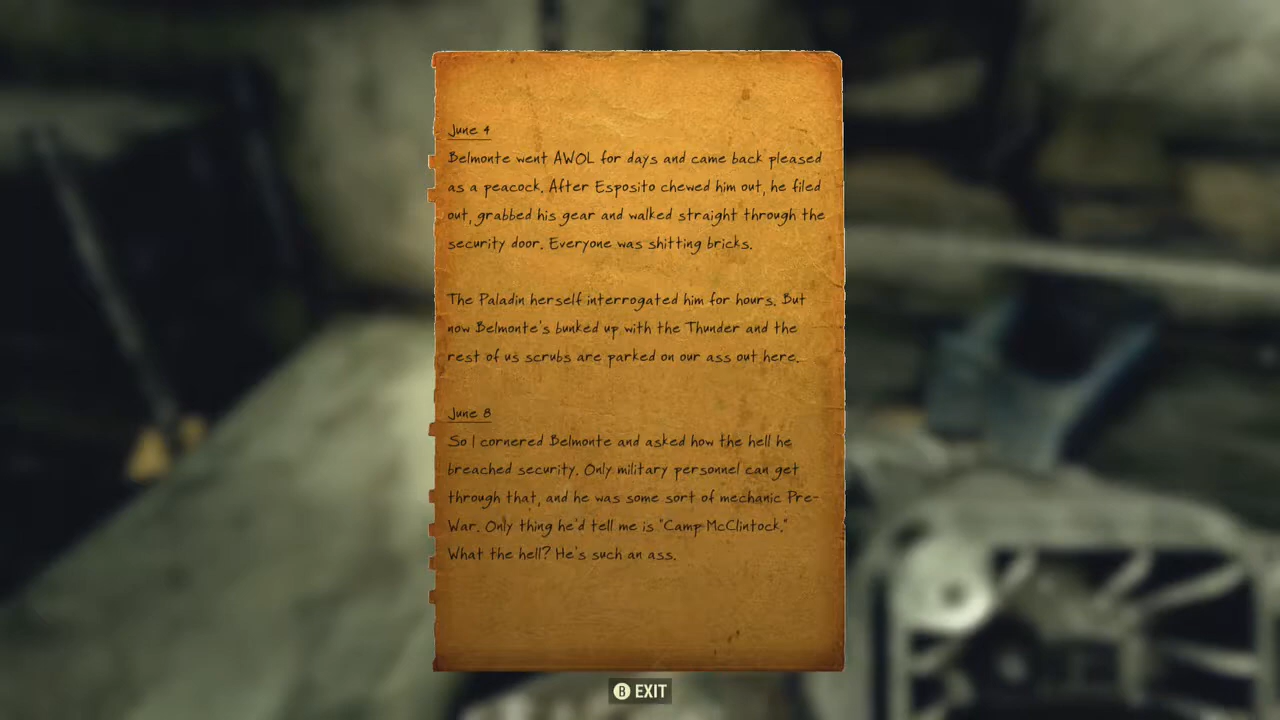 June 4
Belmonte went AWOL for days and came back pleased
as a peacock. After Esposito chewed him out, he filed
out, grabbed his gear and walked straight through the
security door. Everyone was shitting bricks.
The Paladin herself interrogated him for hours. But
now Belmonte's bunked up with the Thunder and the
rest of us scrubs are parked on our ass out here.
June 8
So I cornered Belmonte and asked how the hell he
breached security. Only military personnel can get
through that, and he was some sort of mechanic Pre-
War. Only thing he'd tell me is "Camp McClintock."
What the hell? He's such an ass.
B EXIT